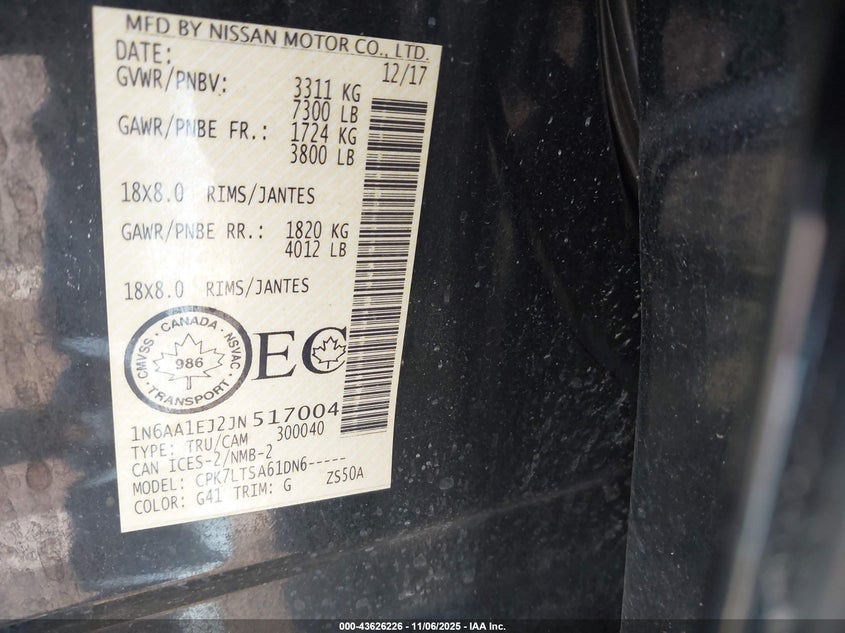 MFD BY NISSAN MOTOR CO., LTD.
DATE: 12/17
GVWR/PNBV: 3311 KG
7300 LB
GAWR/PNBE FR.: 1724 KG
3800 LB
18X8.0 RIMS/JANTES
GAWR/PNBE RR.: 1820 KG
4012 LB
18X8.0 RIMS/JANTES
CMVSS · CANADA · NSVAC · TRANSPORT ·
986
EC
1N6AA1EJ2JN517004
TYPE: TRU/CAM 300040
CAN ICES-2/NMB-2
MODEL: CPK7LTSA61DN6-----
COLOR: G41 TRIM: G ZS50A
000-43626226 - 11/06/2025 - IAA Inc.